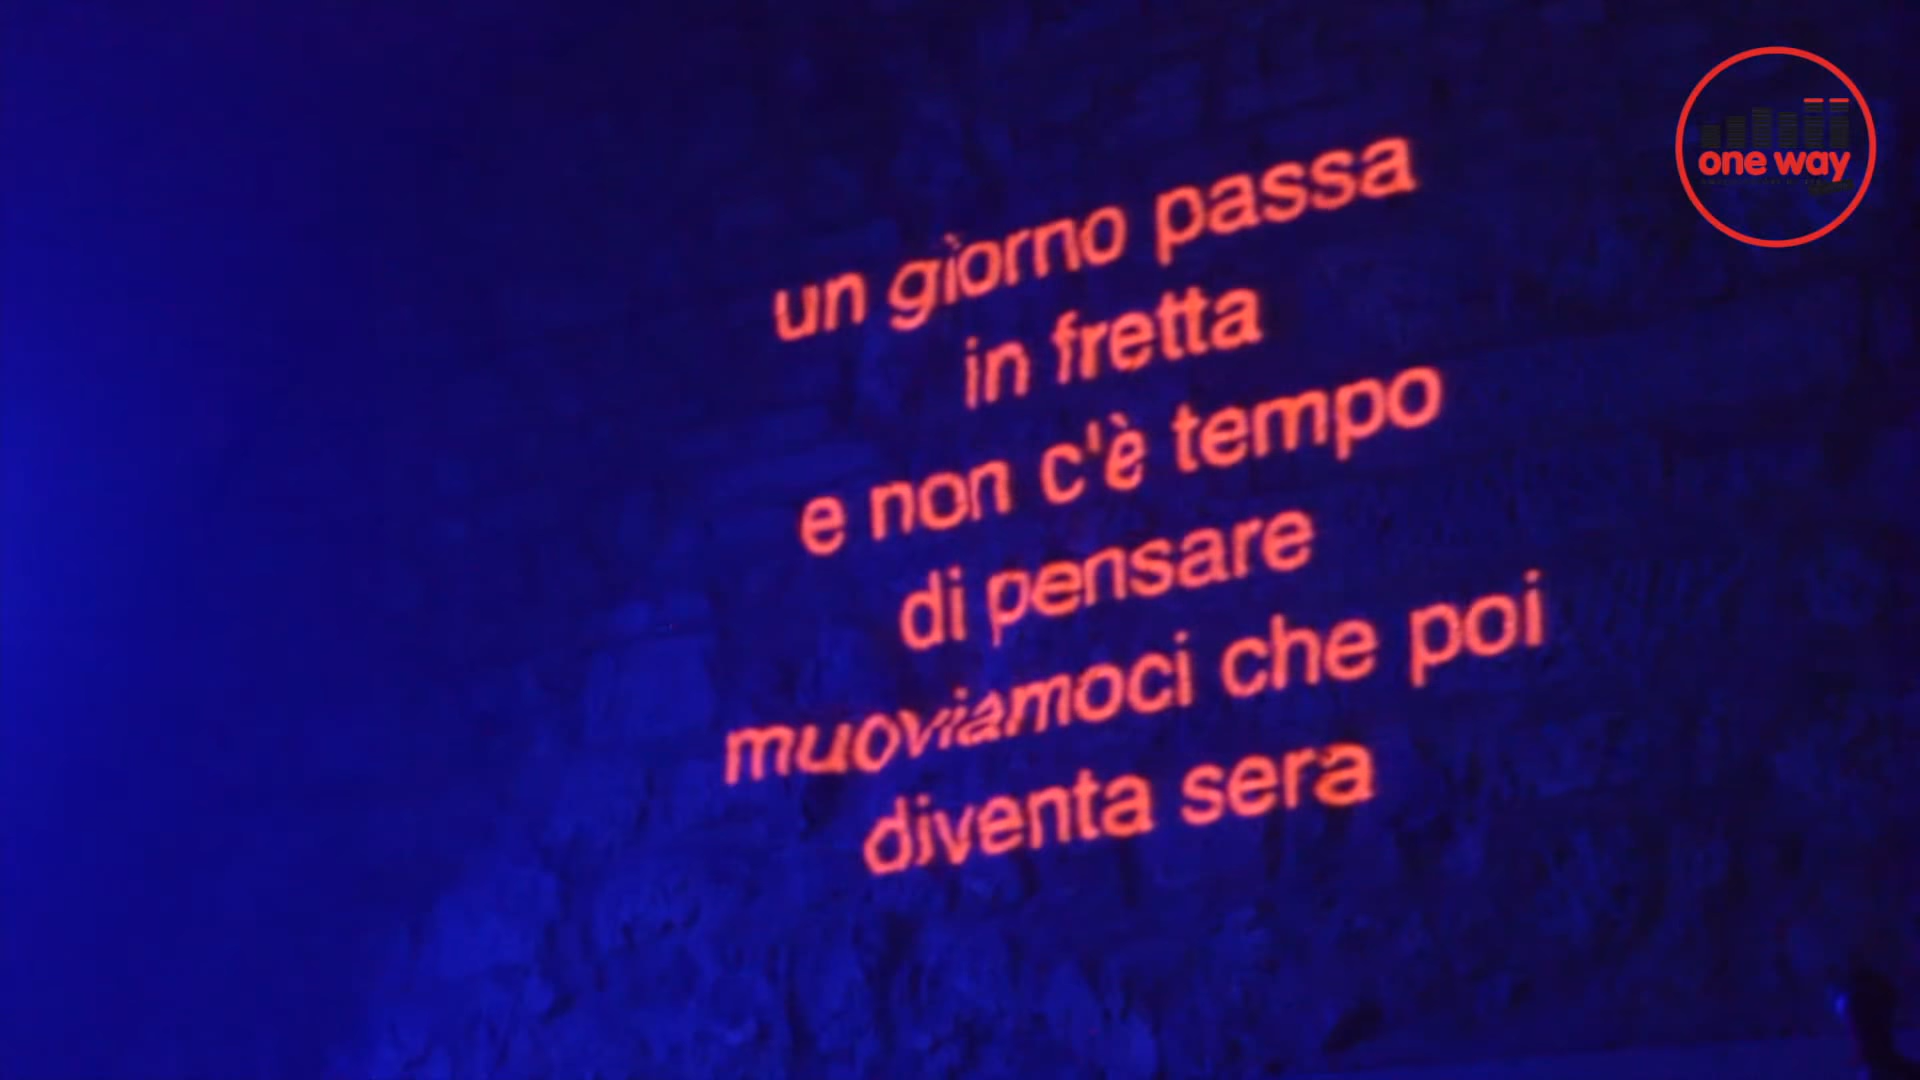 un giorno passa
in fretta
e non c'è tempo
di pensare
muoviamoci che poi
diventa sera
one way